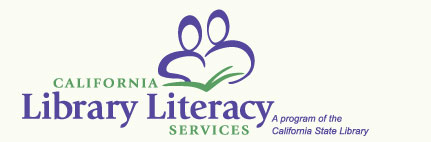 CALIFORNIA
Library Literacy
SERVICES
A program of the
California State Library